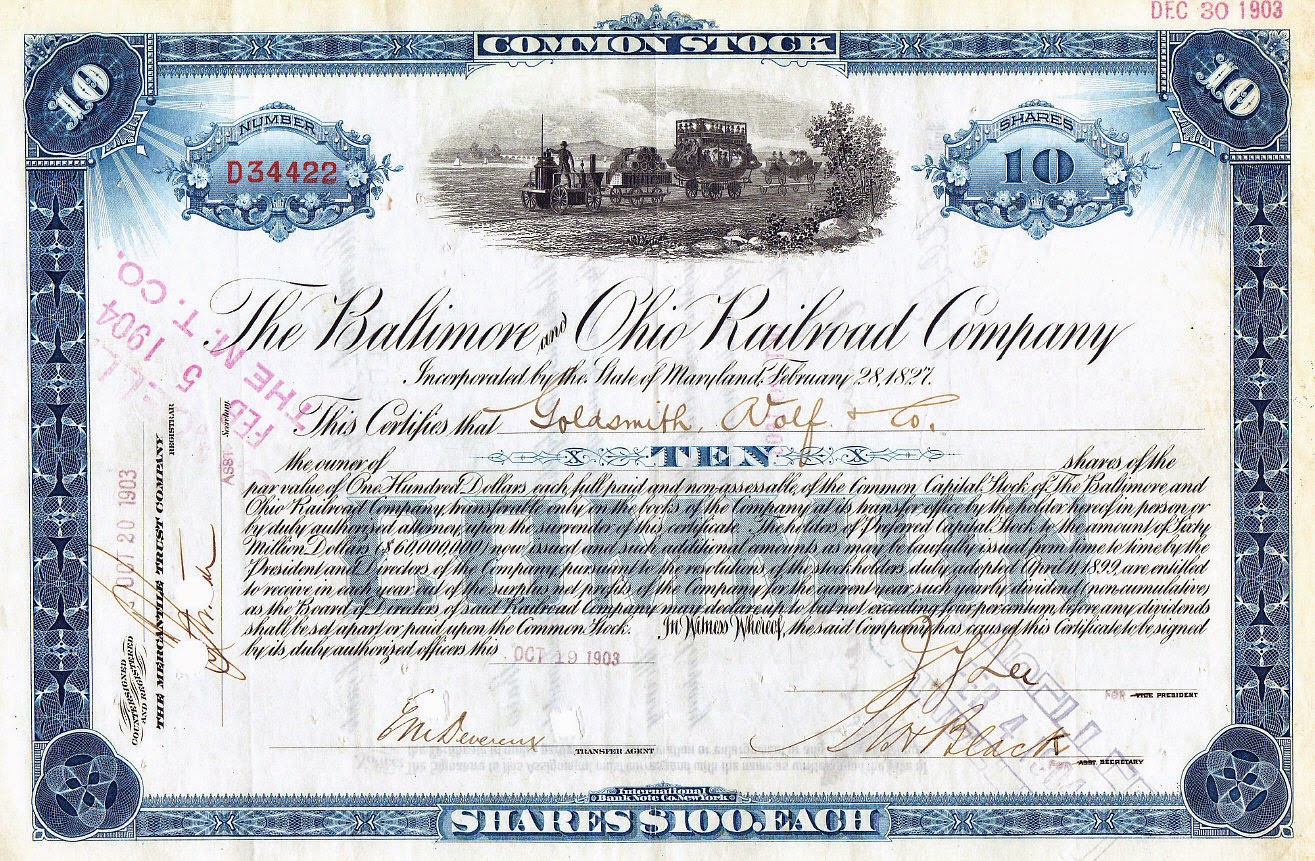 DEC 30 1903
COMMON STOCK
10
10
NUMBER
D34422
SHARES
10
The Baltimore and Ohio Railroad Company
Incorporated by the State of Maryland, February 28, 1827.
This Certifies that Goldsmith, Wolf & Co.
the owner of TEN shares of the
par value of One Hundred Dollars each, full paid and non-assessable, of the Common Capital Stock of The Baltimore and
Ohio Railroad Company, transferable only on the books of the Company at its transfer office by the holder hereof in person or
by duly authorized attorney, upon the surrender of this certificate. The holders of Preferred Capital Stock to the amount of Sixty
Million Dollars ($60,000,000) now issued and such additional amounts as may be lawfully issued from time to time by the
President and Directors of the Company, pursuant to the resolutions of the stockholders duly adopted April 11, 1899, are entitled
to receive in each year out of the surplus net profits of the Company for the current year such yearly dividend (non-cumulative)
as the Board of Directors of said Railroad Company may declare, up to but not exceeding four per centum, before any dividends
shall be set apart or paid upon the Common Stock. In Witness Whereof, the said Company has caused this Certificate to be signed
by its duly authorized officers this OCT 19 1903
COMMON
FOR VICE PRESIDENT
TRANSFER AGENT
Black
ASST. SECRETARY
International
Bank Note Co. New York
SHARES $100. EACH
COUNTERSIGNED
AND REGISTERED
OCT 20 1903
THE MERCANTILE TRUST COMPANY
REGISTRAR
ASST Secretary
FEB 5 1904
THE M. T. CO.